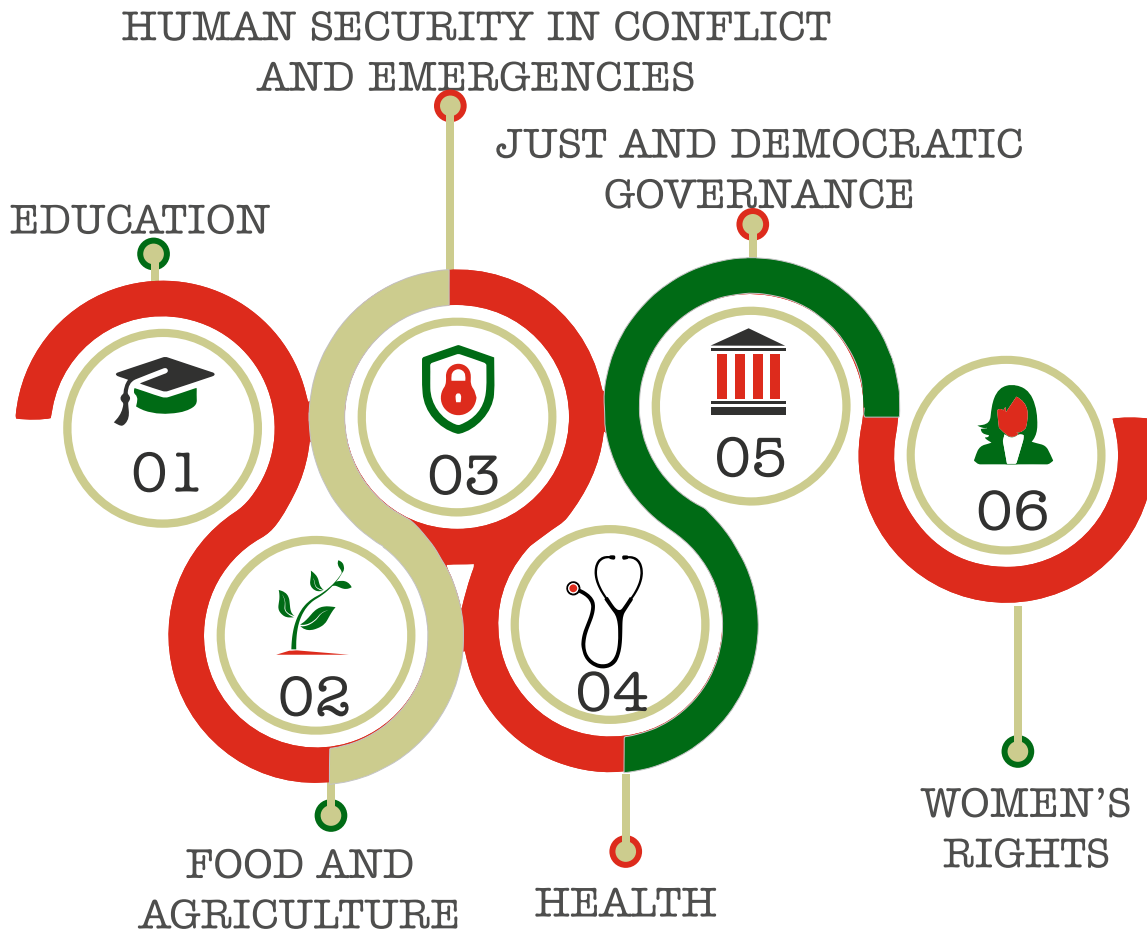 HUMAN SECURITY IN CONFLICT
AND EMERGENCIES
JUST AND DEMOCRATIC
GOVERNANCE
EDUCATION
01
03
05
06
02
04
WOMEN'S
RIGHTS
FOOD AND
AGRICULTURE
HEALTH